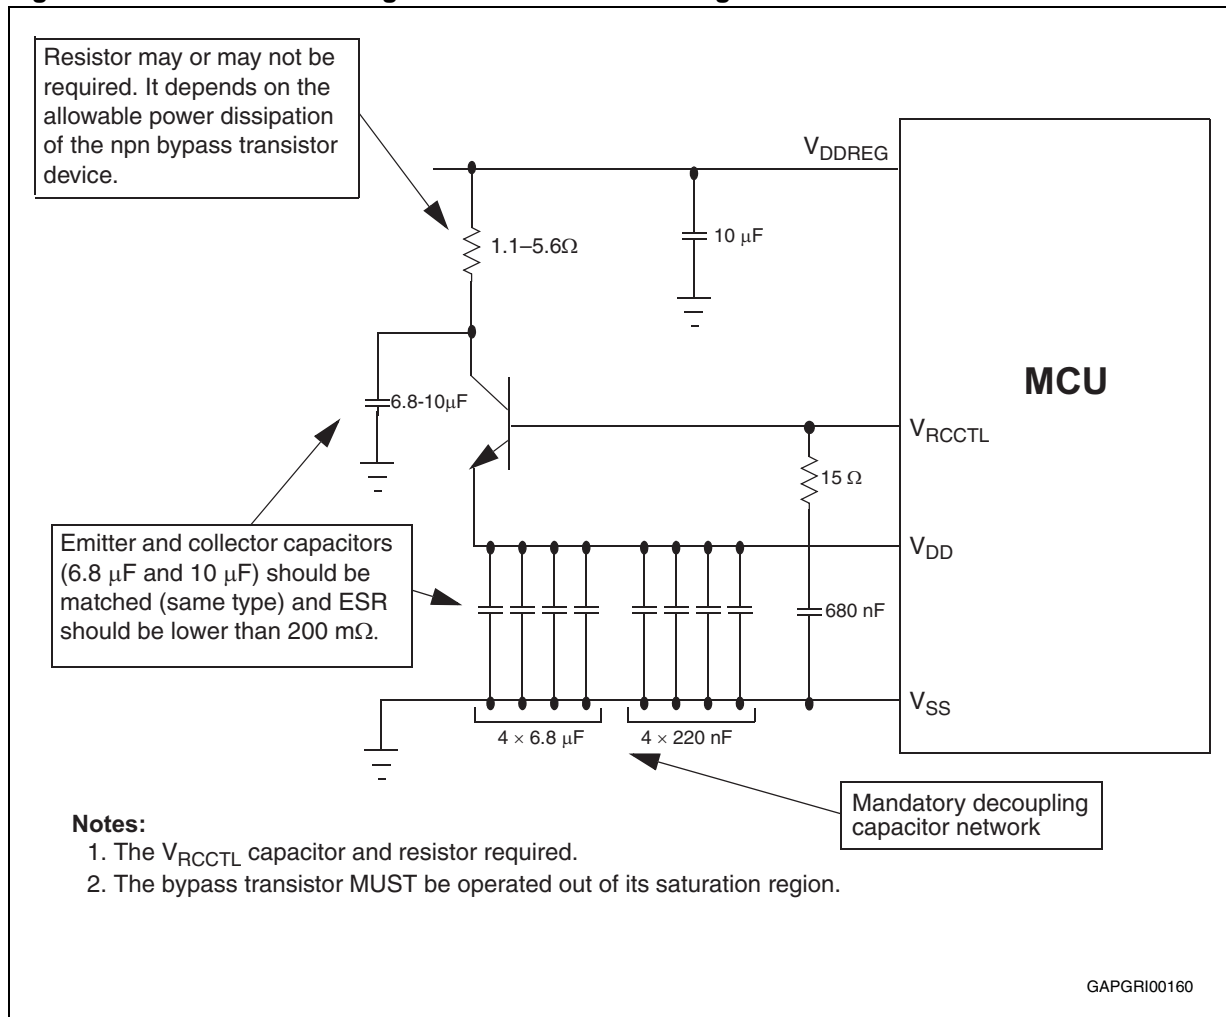 Resistor may or may not be
required. It depends on the
allowable power dissipation
of the npn bypass transistor
device.
V_DDREG
1.1–5.6Ω
10 μF
MCU
6.8-10μF
V_RCCTL
15 Ω
Emitter and collector capacitors
(6.8 μF and 10 μF) should be
matched (same type) and ESR
should be lower than 200 mΩ.
V_DD
680 nF
V_SS
4 × 6.8 μF
4 × 220 nF
Mandatory decoupling
capacitor network
Notes:
1. The V_RCCTL capacitor and resistor required.
2. The bypass transistor MUST be operated out of its saturation region.
GAPGRI00160